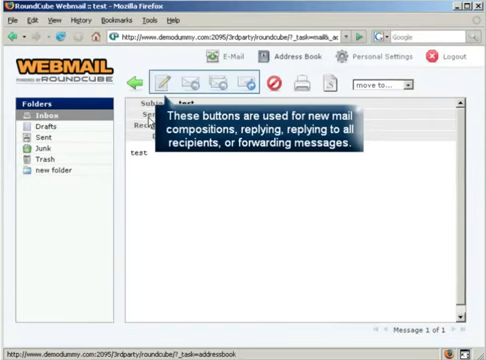 RoundCube Webmail :: test - Mozilla Firefox
File Edit View History Bookmarks Tools Help
http://www.demodummy.com:2095/3rdparty/roundcube/?_task=mail&_ac
Google
E-Mail Address Book Personal Settings Logout
WEBMAIL
POWERED BY ROUNDCUBE
move to...
Folders
Inbox
Drafts
Sent
Junk
Trash
new folder
test
These buttons are used for new mail
compositions, replying, replying to all
recipients, or forwarding messages.
test
Message 1 of 1
http://www.demodummy.com:2095/3rdparty/roundcube/?_task=addressbook